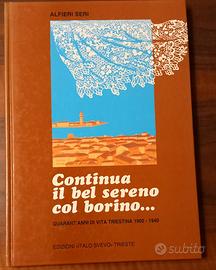 ALFIERI SERI
Continua
il bel sereno
col borino...
QUARANT'ANNI DI VITA TRIESTINA 1900 - 1940
EDIZIONI «ITALO SVEVO» TRIESTE
subito